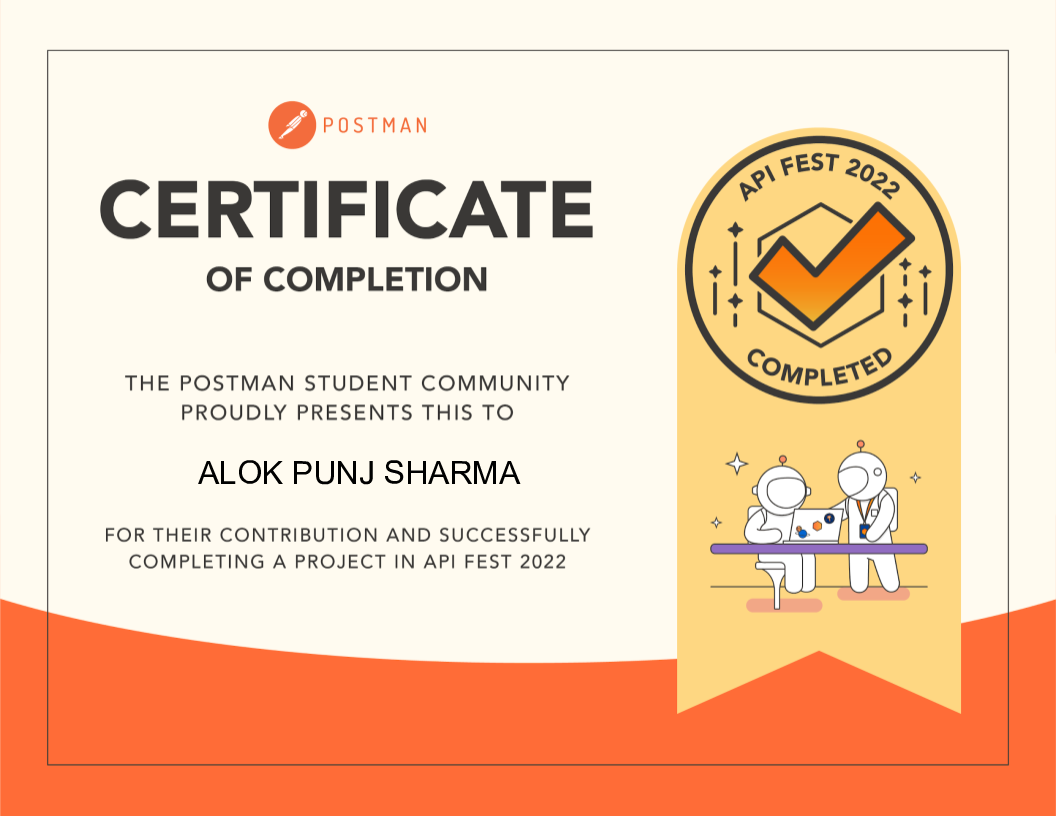 POSTMAN
CERTIFICATE
OF COMPLETION
THE POSTMAN STUDENT COMMUNITY
PROUDLY PRESENTS THIS TO
ALOK PUNJ SHARMA
FOR THEIR CONTRIBUTION AND SUCCESSFULLY
COMPLETING A PROJECT IN API FEST 2022
API FEST 2022
COMPLETED